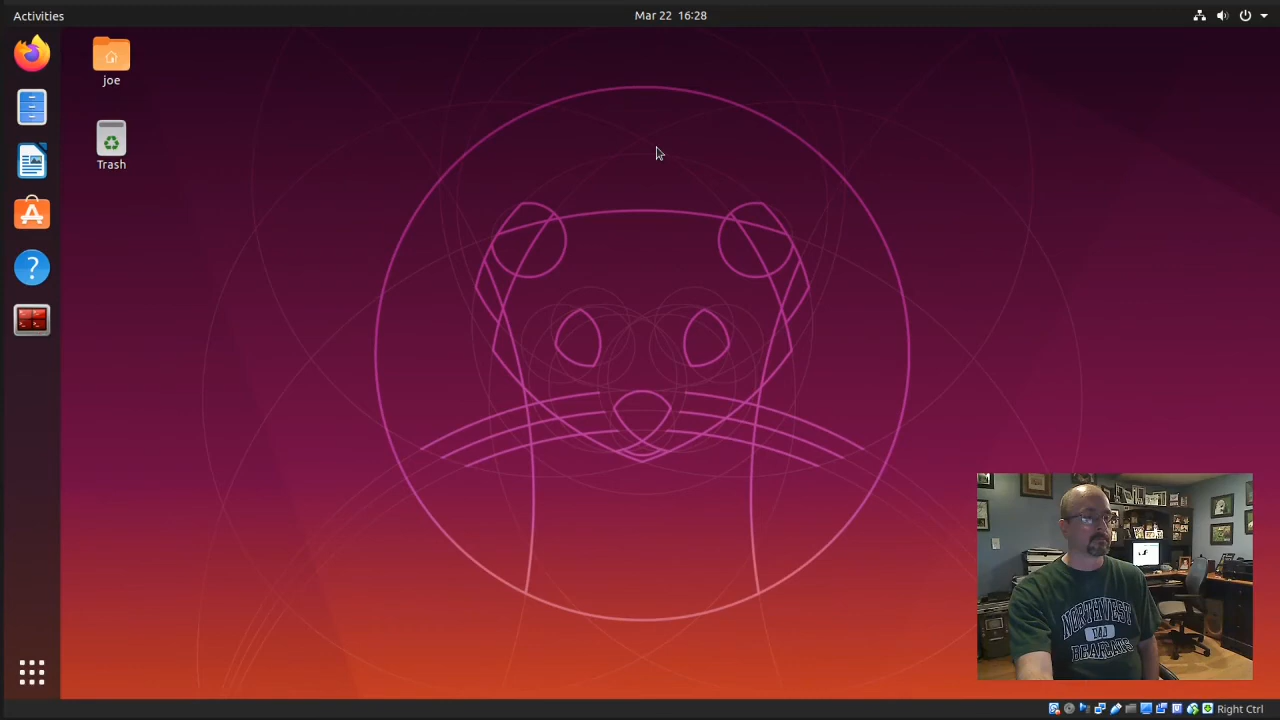 Activities
Mar 22 16:28
joe
Trash
NORTHWEST
BEARCATS
Right Ctrl